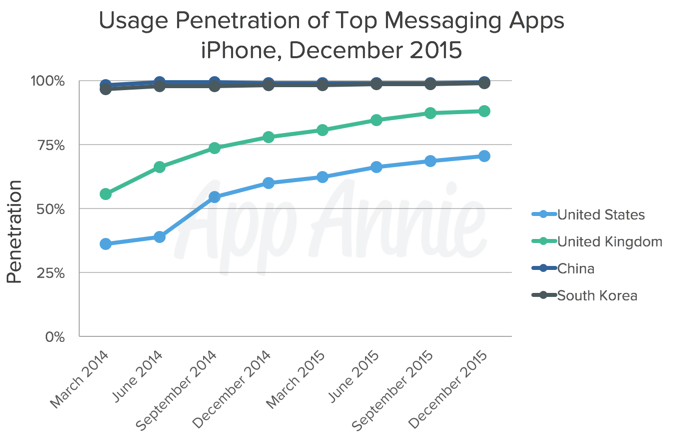 Usage Penetration of Top Messaging Apps
iPhone, December 2015
100%
75%
50%
25%
0%
Penetration
App Annie
United States
United Kingdom
China
South Korea
March 2014
June 2014
September 2014
December 2014
March 2015
June 2015
September 2015
December 2015